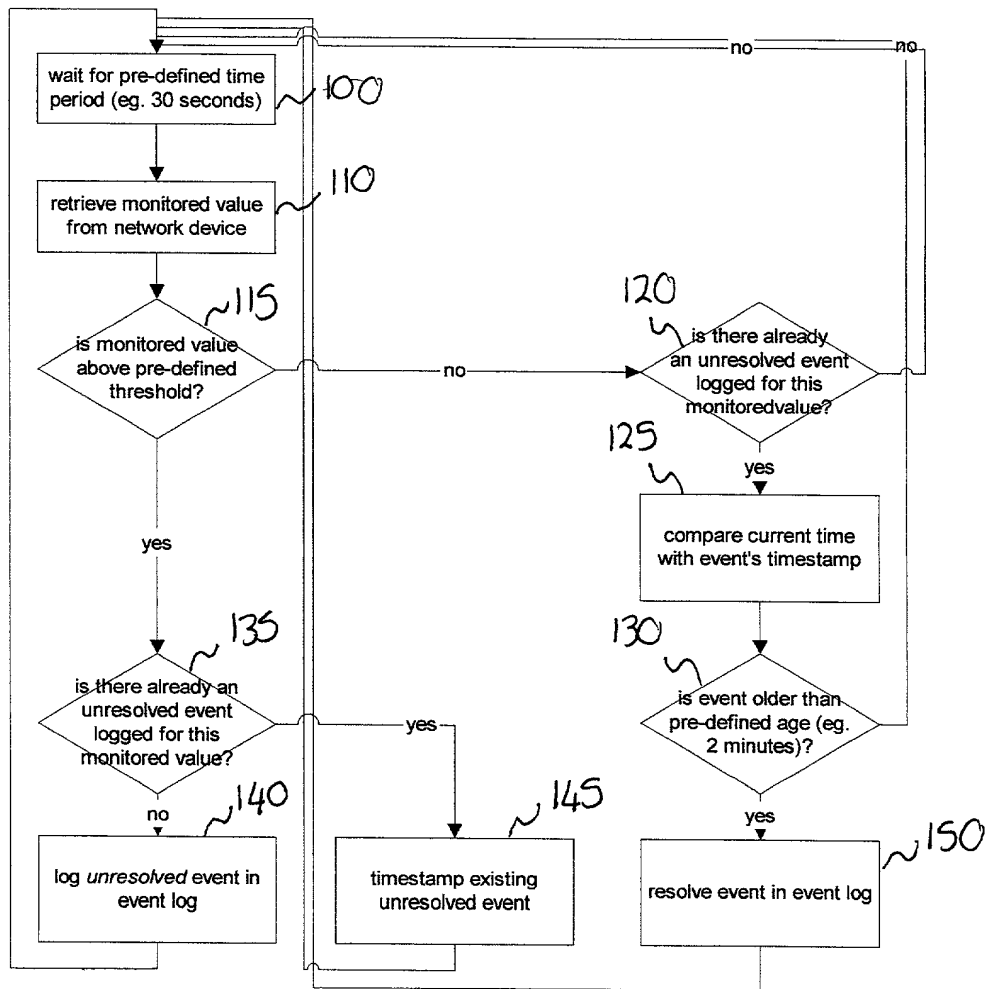 no
no
wait for pre-defined time
period (eg. 30 seconds)
100
retrieve monitored value
from network device
110
115
is monitored value
above pre-defined
threshold?
no
120
is there already
an unresolved event
logged for this
monitoredvalue?
yes
125
compare current time
with event's timestamp
yes
130
is event older than
pre-defined age (eg.
2 minutes)?
135
is there already an
unresolved event
logged for this
monitored value?
yes
no
140
log unresolved event in
event log
145
timestamp existing
unresolved event
yes
150
resolve event in event log